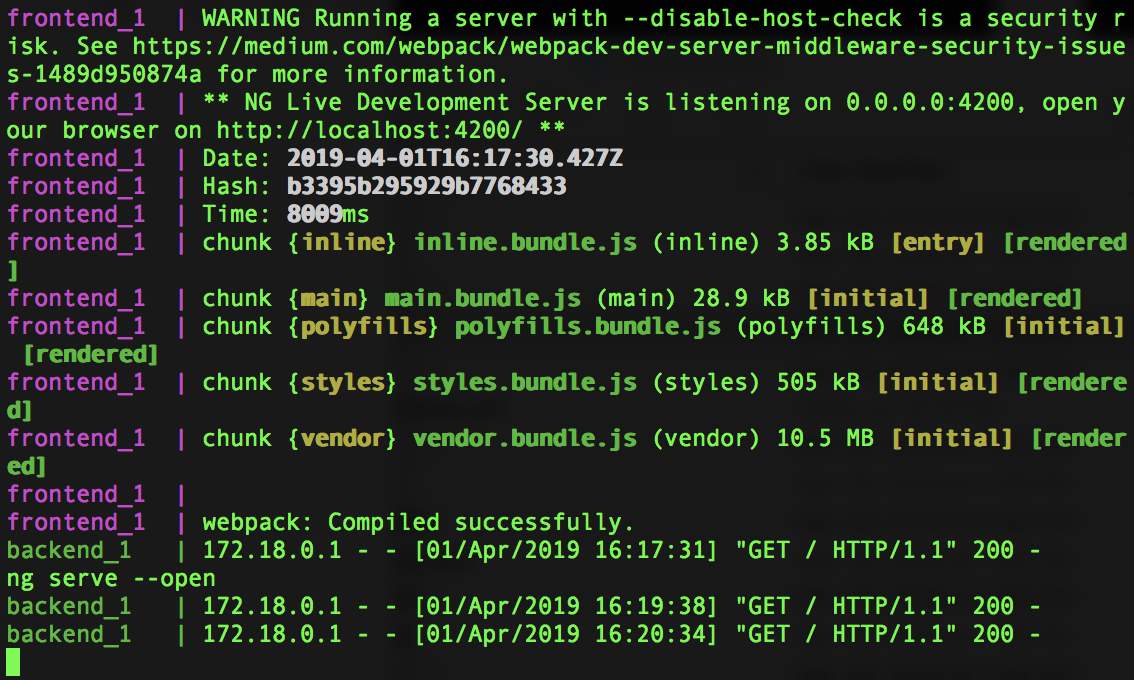 frontend_1  | WARNING Running a server with --disable-host-check is a security r
isk. See https://medium.com/webpack/webpack-dev-server-middleware-security-issue
s-1489d950874a for more information.
frontend_1  | ** NG Live Development Server is listening on 0.0.0.0:4200, open y
our browser on http://localhost:4200/ **
frontend_1  | Date: 2019-04-01T16:17:30.427Z
frontend_1  | Hash: b3395b295929b7768433
frontend_1  | Time: 8009ms
frontend_1  | chunk {inline} inline.bundle.js (inline) 3.85 kB [entry] [rendered
]
frontend_1  | chunk {main} main.bundle.js (main) 28.9 kB [initial] [rendered]
frontend_1  | chunk {polyfills} polyfills.bundle.js (polyfills) 648 kB [initial]
 [rendered]
frontend_1  | chunk {styles} styles.bundle.js (styles) 505 kB [initial] [rendere
d]
frontend_1  | chunk {vendor} vendor.bundle.js (vendor) 10.5 MB [initial] [render
ed]
frontend_1  |
frontend_1  | webpack: Compiled successfully.
backend_1   | 172.18.0.1 - - [01/Apr/2019 16:17:31] "GET / HTTP/1.1" 200 -
ng serve --open
backend_1   | 172.18.0.1 - - [01/Apr/2019 16:19:38] "GET / HTTP/1.1" 200 -
backend_1   | 172.18.0.1 - - [01/Apr/2019 16:20:34] "GET / HTTP/1.1" 200 -